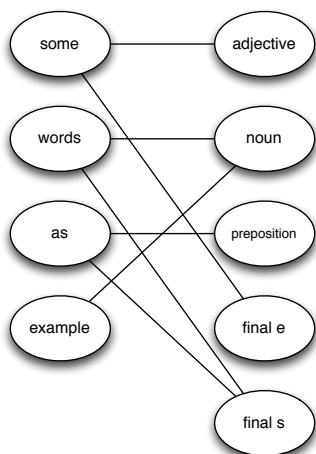 some
adjective
words
noun
as
preposition
example
final e
final s